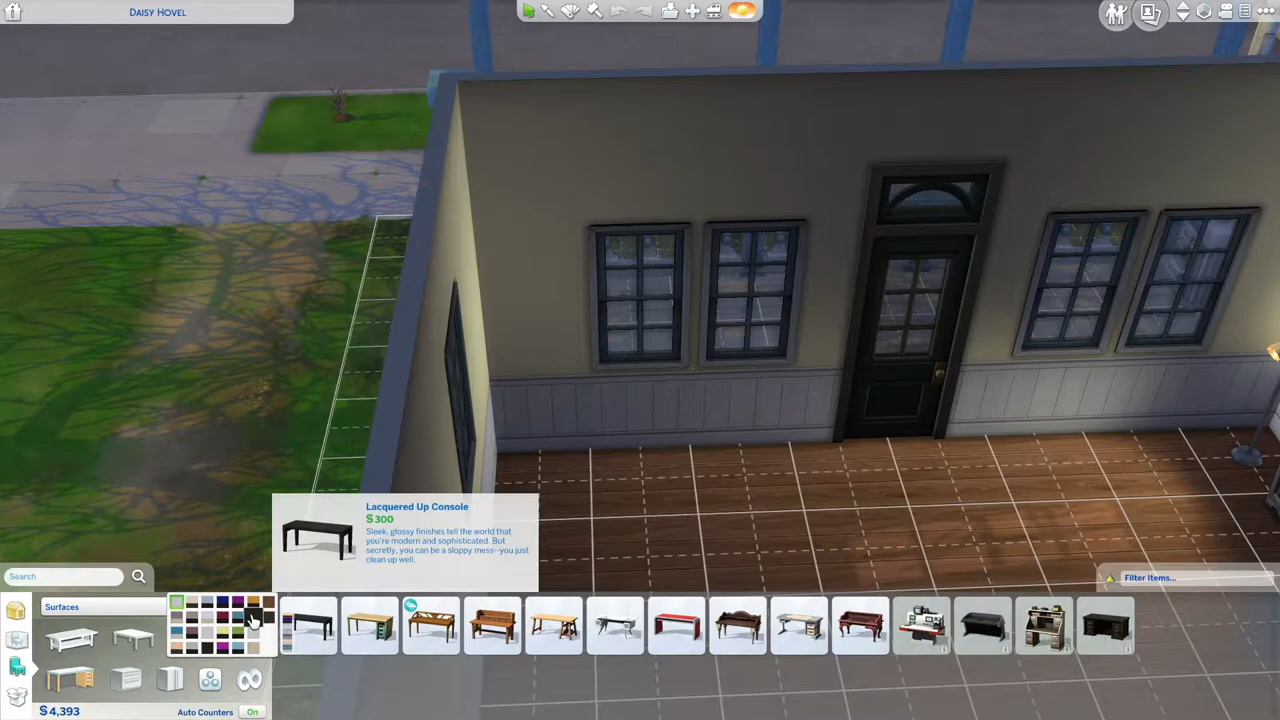 DAISY HOVEL
Lacquered Up Console
§300
Sleek, glossy finishes tell the world that
you're modern and sophisticated. But
secretly, you can be a sloppy mess--you just
clean up well.
Search
Filter Items...
Surfaces
§4,393
Auto Counters
On